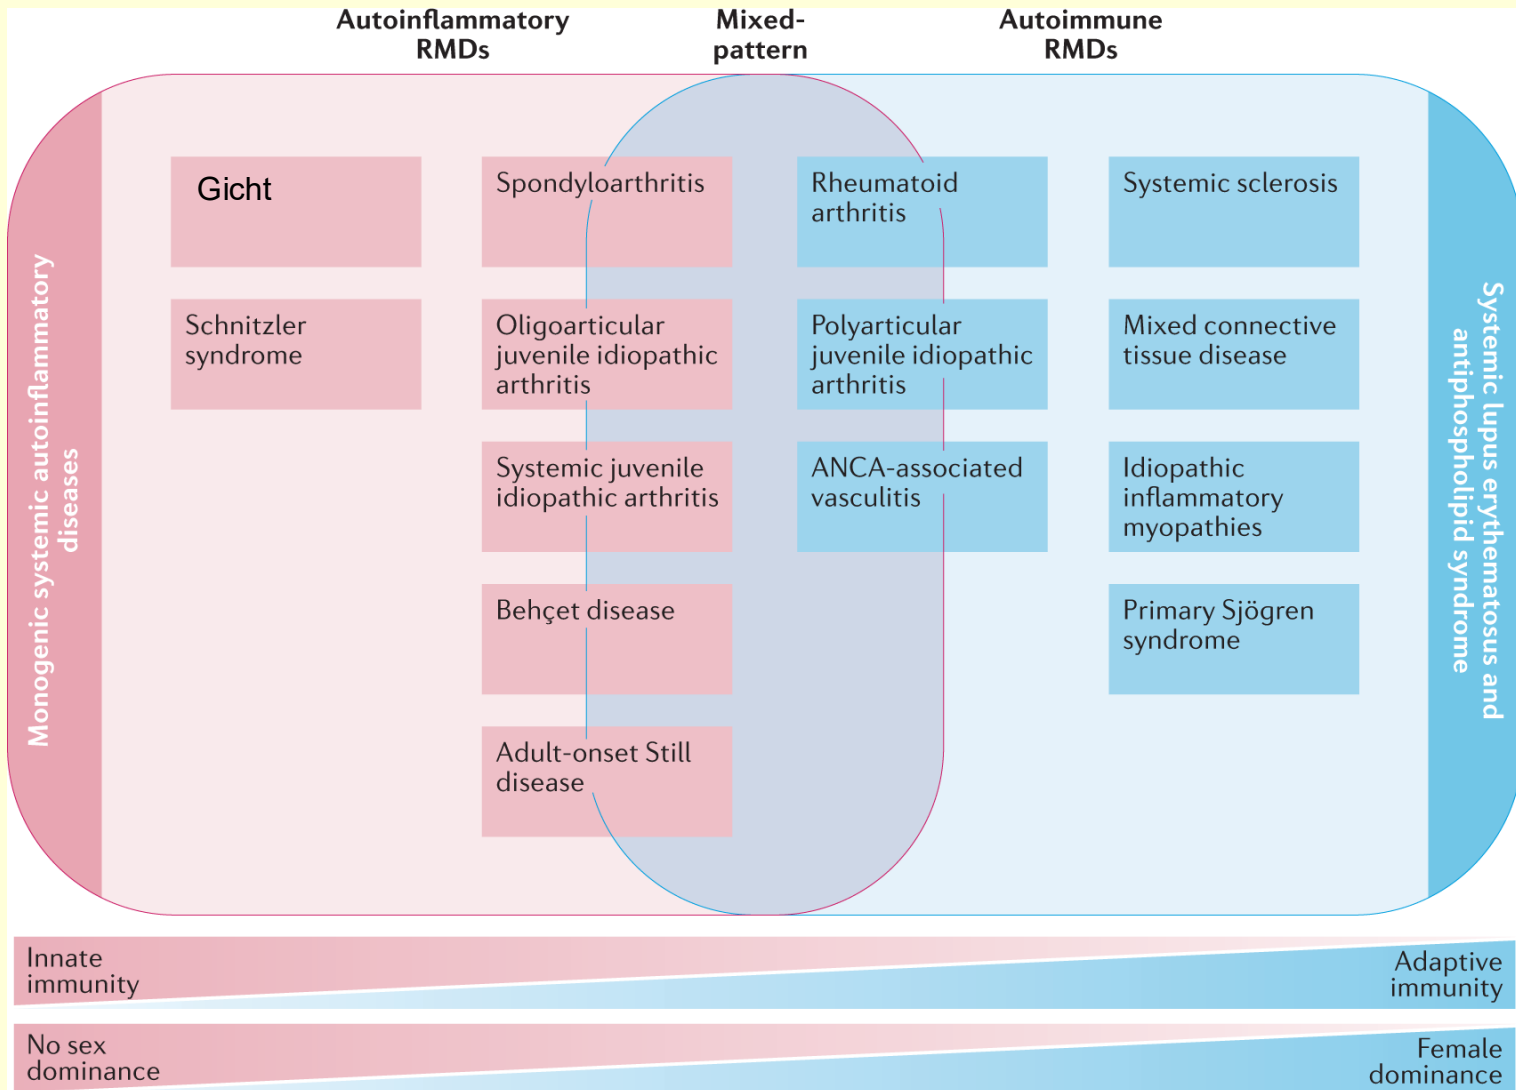 Autoinflammatory
RMDs
Mixed-
pattern
Autoimmune
RMDs
Monogenic systemic autoinflammatory
diseases
Gicht
Schnitzler
syndrome
Spondyloarthritis
Oligoarticular
juvenile idiopathic
arthritis
Systemic juvenile
idiopathic arthritis
Behçet disease
Adult-onset Still
disease
Rheumatoid
arthritis
Polyarticular
juvenile idiopathic
arthritis
ANCA-associated
vasculitis
Systemic sclerosis
Mixed connective
tissue disease
Idiopathic
inflammatory
myopathies
Primary Sjögren
syndrome
Systemic lupus erythematosus and
antiphospholipid syndrome
Innate
immunity
Adaptive
immunity
No sex
dominance
Female
dominance